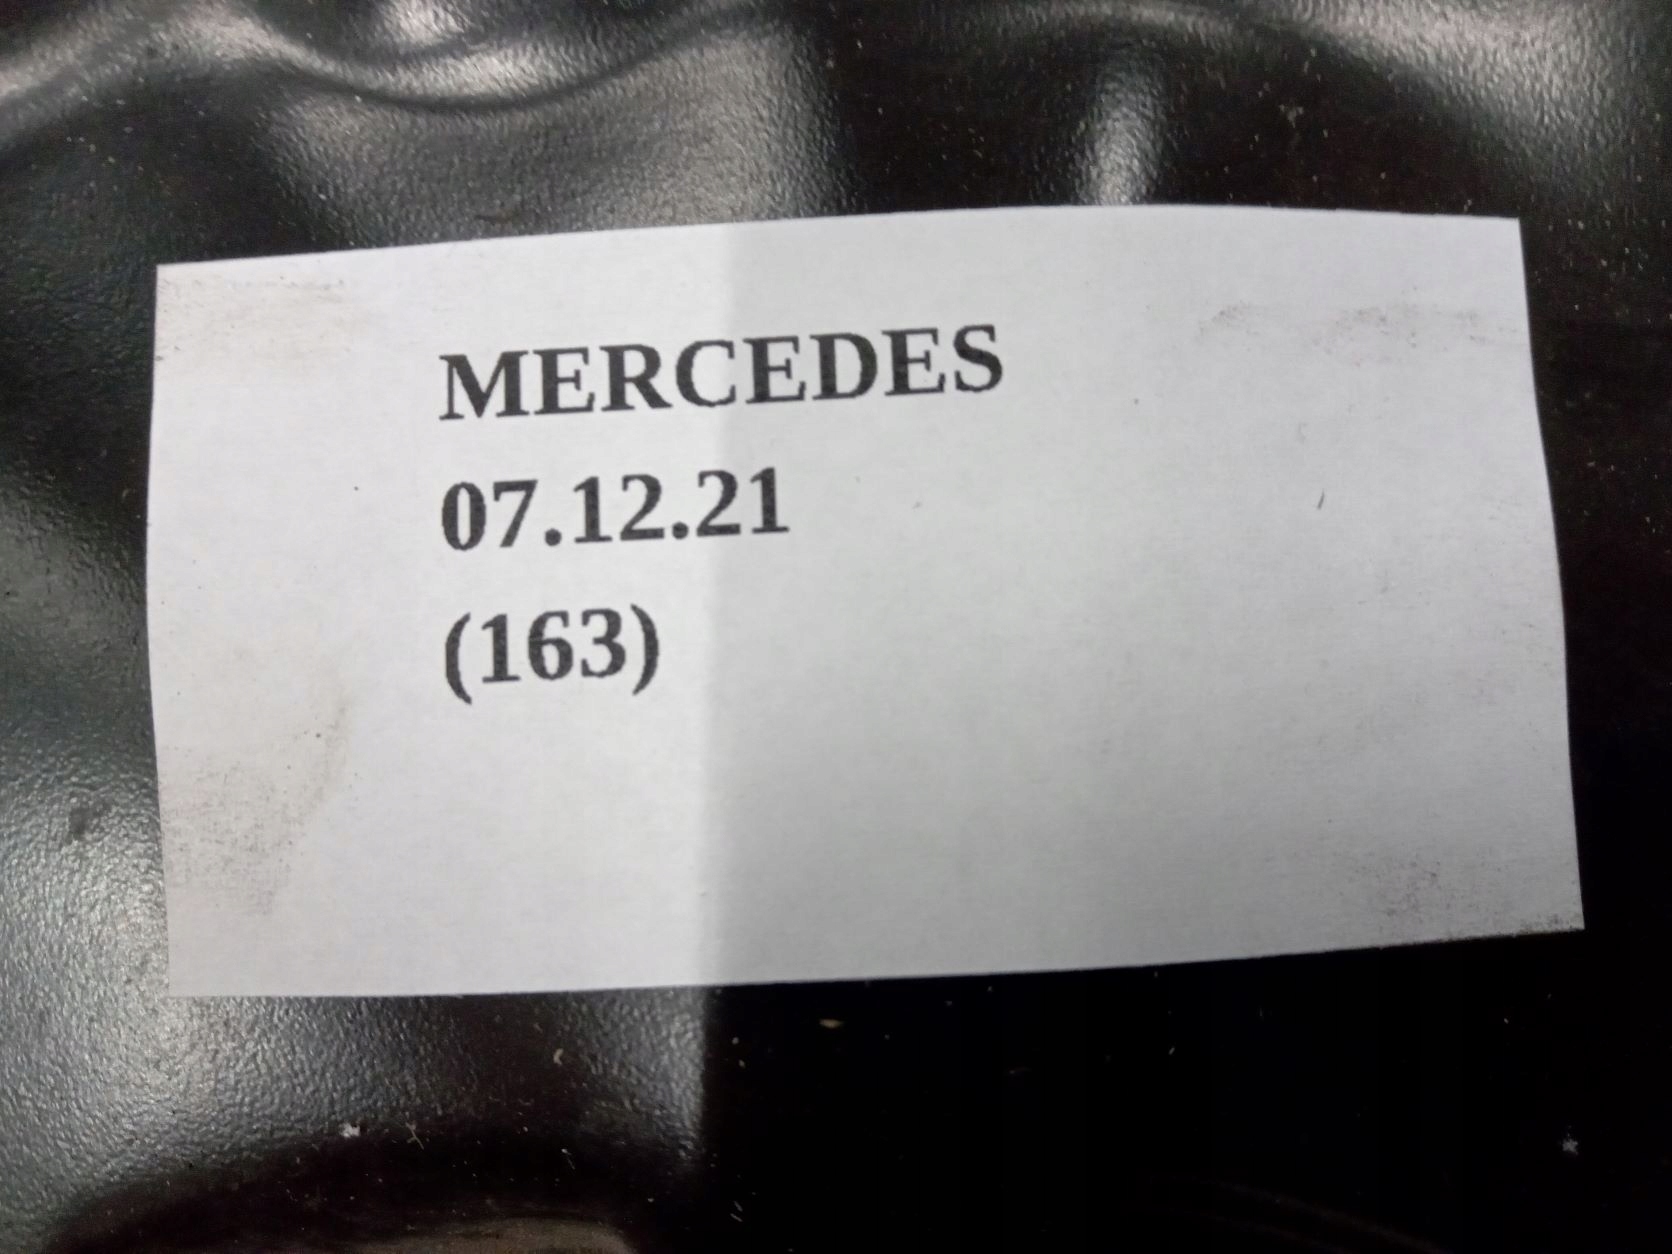 MERCEDES
07.12.21
(163)